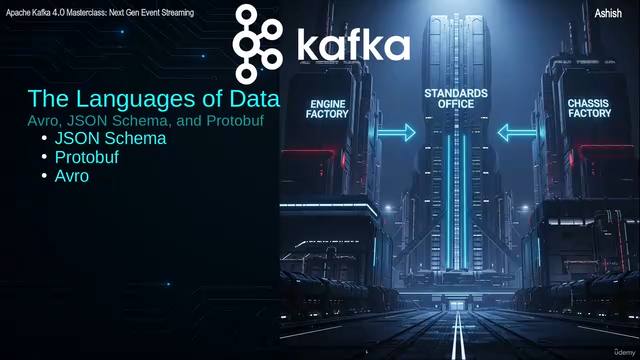 Apache Kafka 4.0 Masterclass: Next Gen Event Streaming
Ashish
kafka
The Languages of Data
Avro, JSON Schema, and Protobuf
• JSON Schema
• Protobuf
• Avro
ENGINE
FACTORY
STANDARDS
OFFICE
CHASSIS
FACTORY
udemy